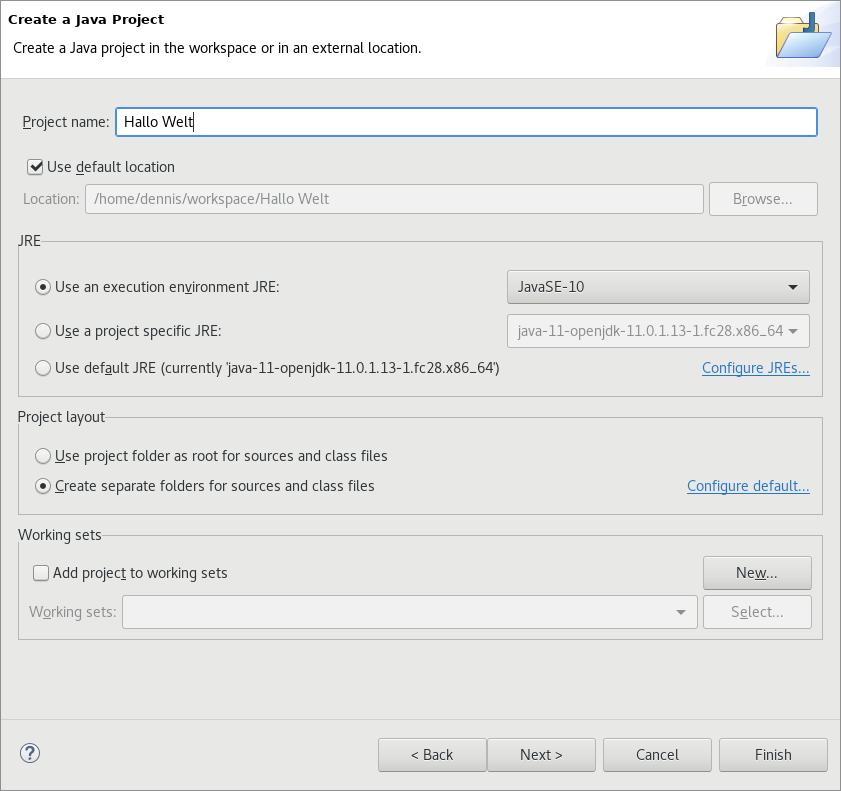 Create a Java Project
Create a Java project in the workspace or in an external location.
Project name: Hallo Welt
Use default location
Location: /home/dennis/workspace/Hallo Welt Browse...
JRE
Use an execution environment JRE: JavaSE-10
Use a project specific JRE: java-11-openjdk-11.0.1.13-1.fc28.x86_64
Use default JRE (currently 'java-11-openjdk-11.0.1.13-1.fc28.x86_64') Configure JREs...
Project layout
Use project folder as root for sources and class files
Create separate folders for sources and class files Configure default...
Working sets
Add project to working sets New...
Working sets: Select...
? < Back Next > Cancel Finish